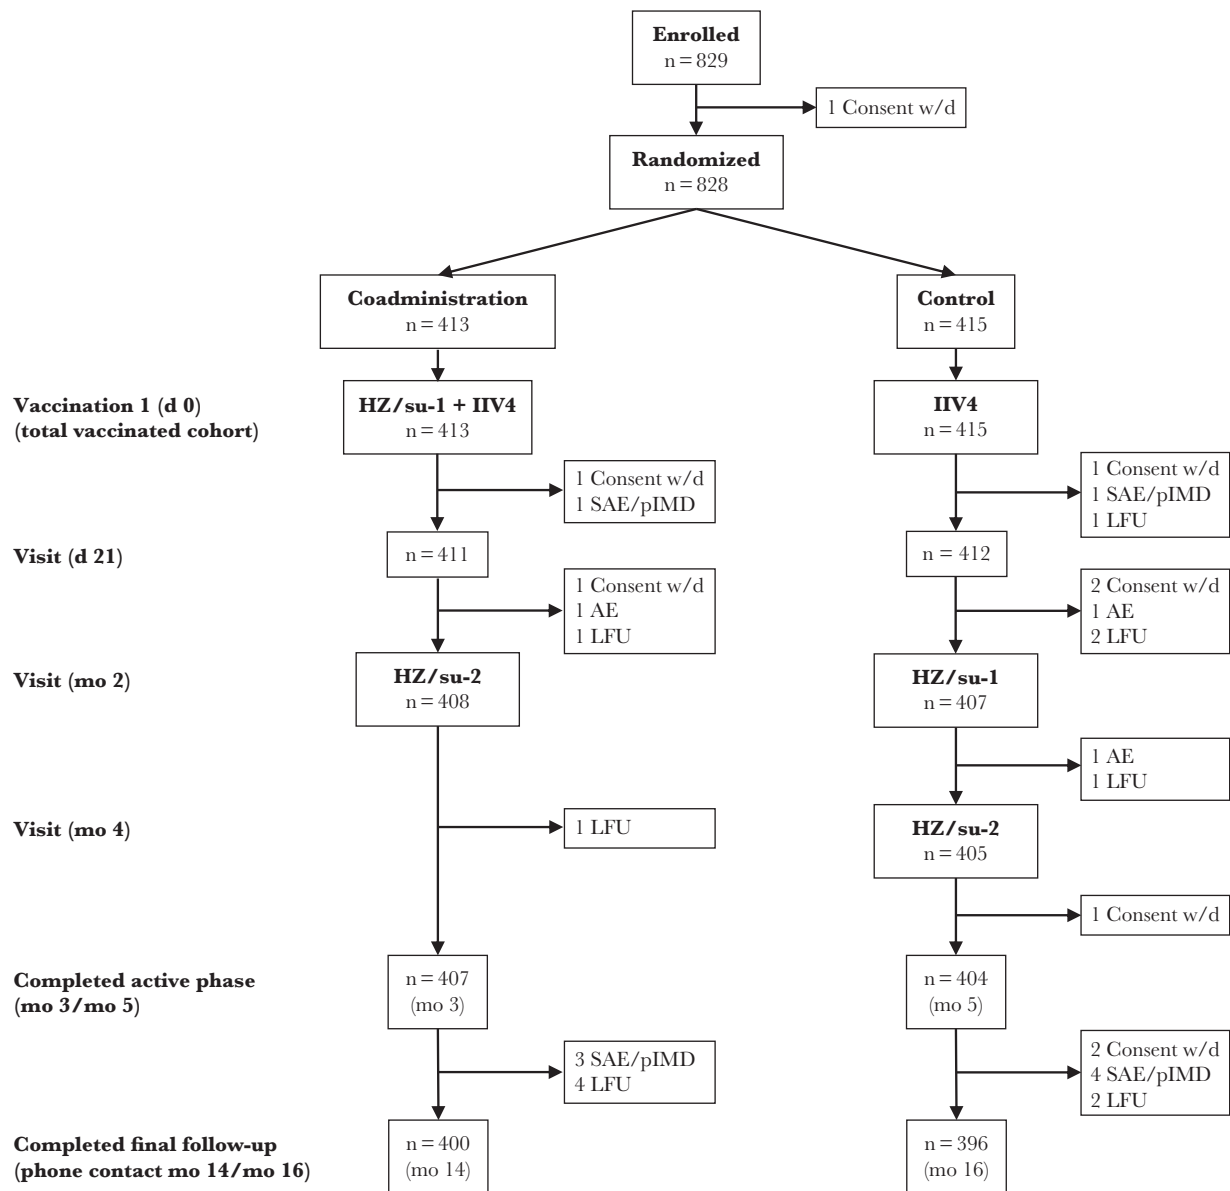 Enrolled
n = 829
1 Consent w/d
Randomized
n = 828
Coadministration
n = 413
Control
n = 415
Vaccination 1 (d 0)
(total vaccinated cohort)
HZ/su-1 + IIV4
n = 413
IIV4
n = 415
1 Consent w/d
1 SAE/pIMD
1 Consent w/d
1 SAE/pIMD
1 LFU
Visit (d 21)
n = 411
n = 412
1 Consent w/d
1 AE
1 LFU
2 Consent w/d
1 AE
2 LFU
Visit (mo 2)
HZ/su-2
n = 408
HZ/su-1
n = 407
1 AE
1 LFU
Visit (mo 4)
1 LFU
HZ/su-2
n = 405
1 Consent w/d
Completed active phase
(mo 3/mo 5)
n = 407
(mo 3)
n = 404
(mo 5)
3 SAE/pIMD
4 LFU
2 Consent w/d
4 SAE/pIMD
2 LFU
Completed final follow-up
(phone contact mo 14/mo 16)
n = 400
(mo 14)
n = 396
(mo 16)